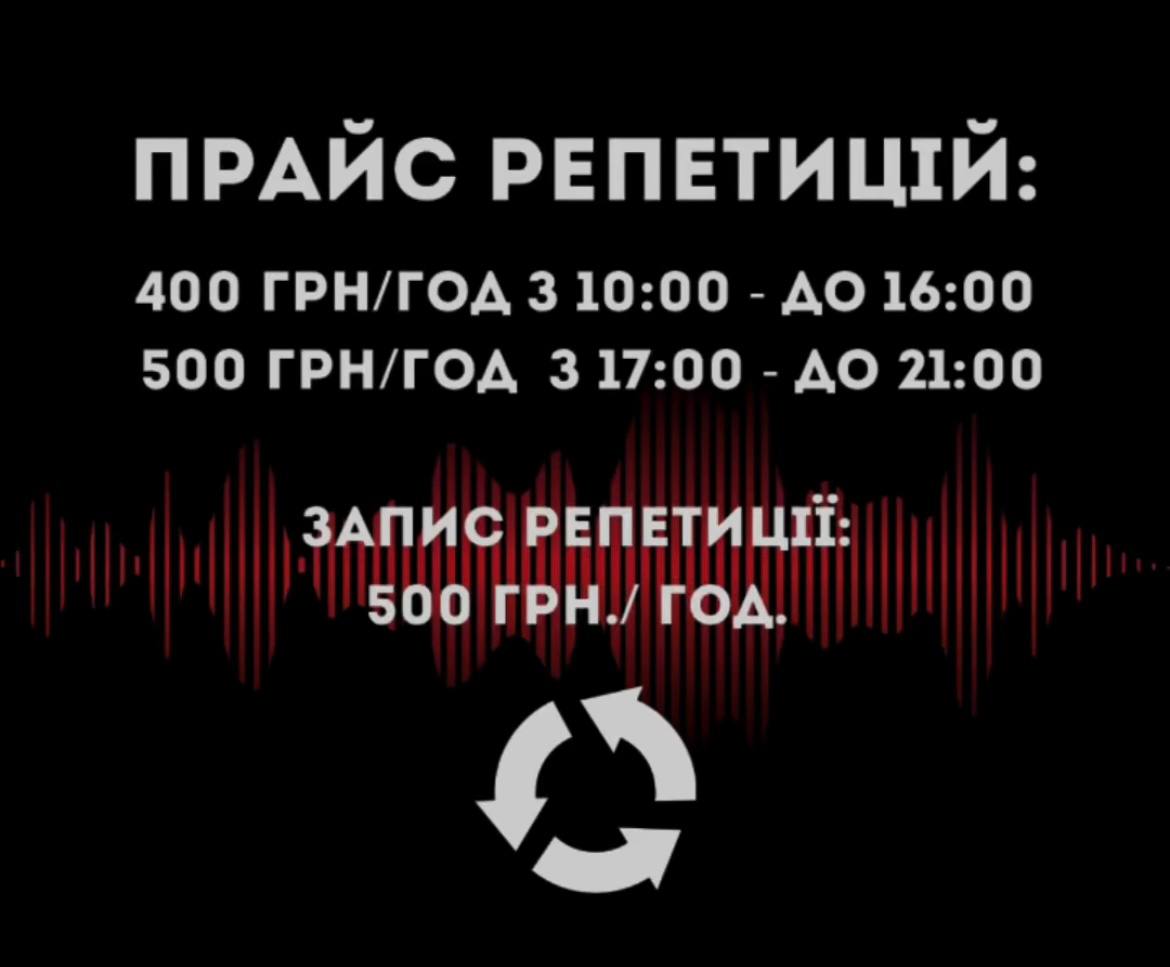 ПРАЙС РЕПЕТИЦІЙ:
400 ГРН/ГОД З 10:00 - ДО 16:00
500 ГРН/ГОД З 17:00 - ДО 21:00
ЗАПИС РЕПЕТИЦІЇ:
500 ГРН./ ГОД.